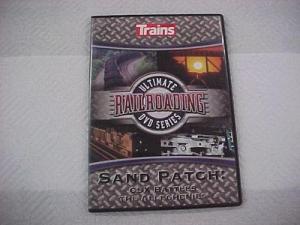 Trains
ULTIMATE
RAILROADING
DVD SERIES
SAND PATCH:
CSX BATTLES
THE ALLEGHENIES